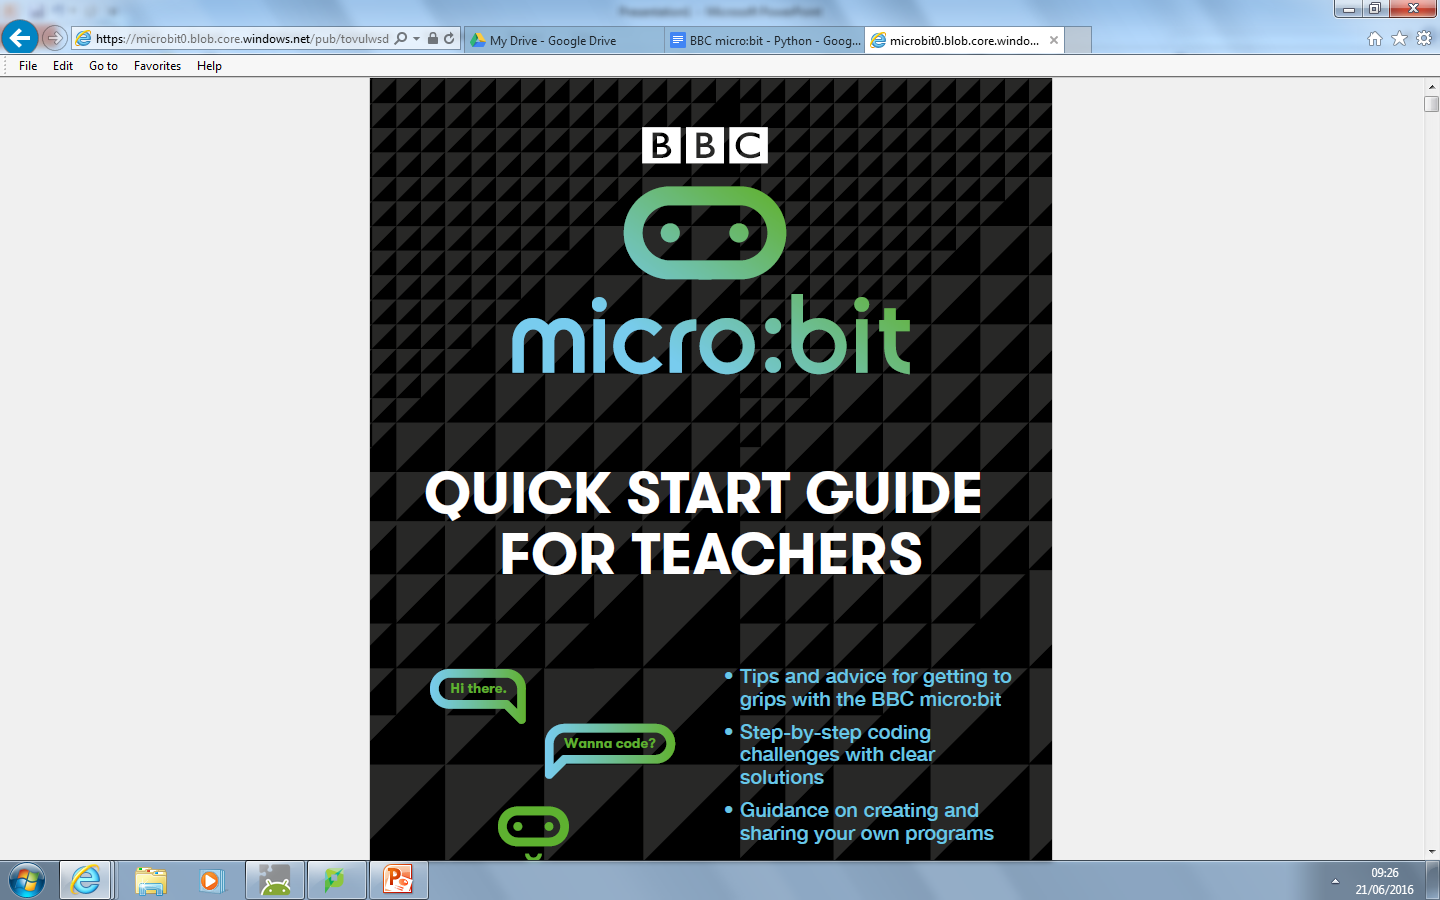 Presentation1 - Microsoft PowerPoint
https://microbit0.blob.core.windows.net/pub/tovulwsd
My Drive - Google Drive
BBC micro:bit - Python - Goog...
microbit0.blob.core.windo...
File Edit Go to Favorites Help
BBC
micro:bit
QUICK START GUIDE
FOR TEACHERS
Hi there.
Wanna code?
• Tips and advice for getting to
grips with the BBC micro:bit
• Step-by-step coding
challenges with clear
solutions
• Guidance on creating and
sharing your own programs
09:26
21/06/2016